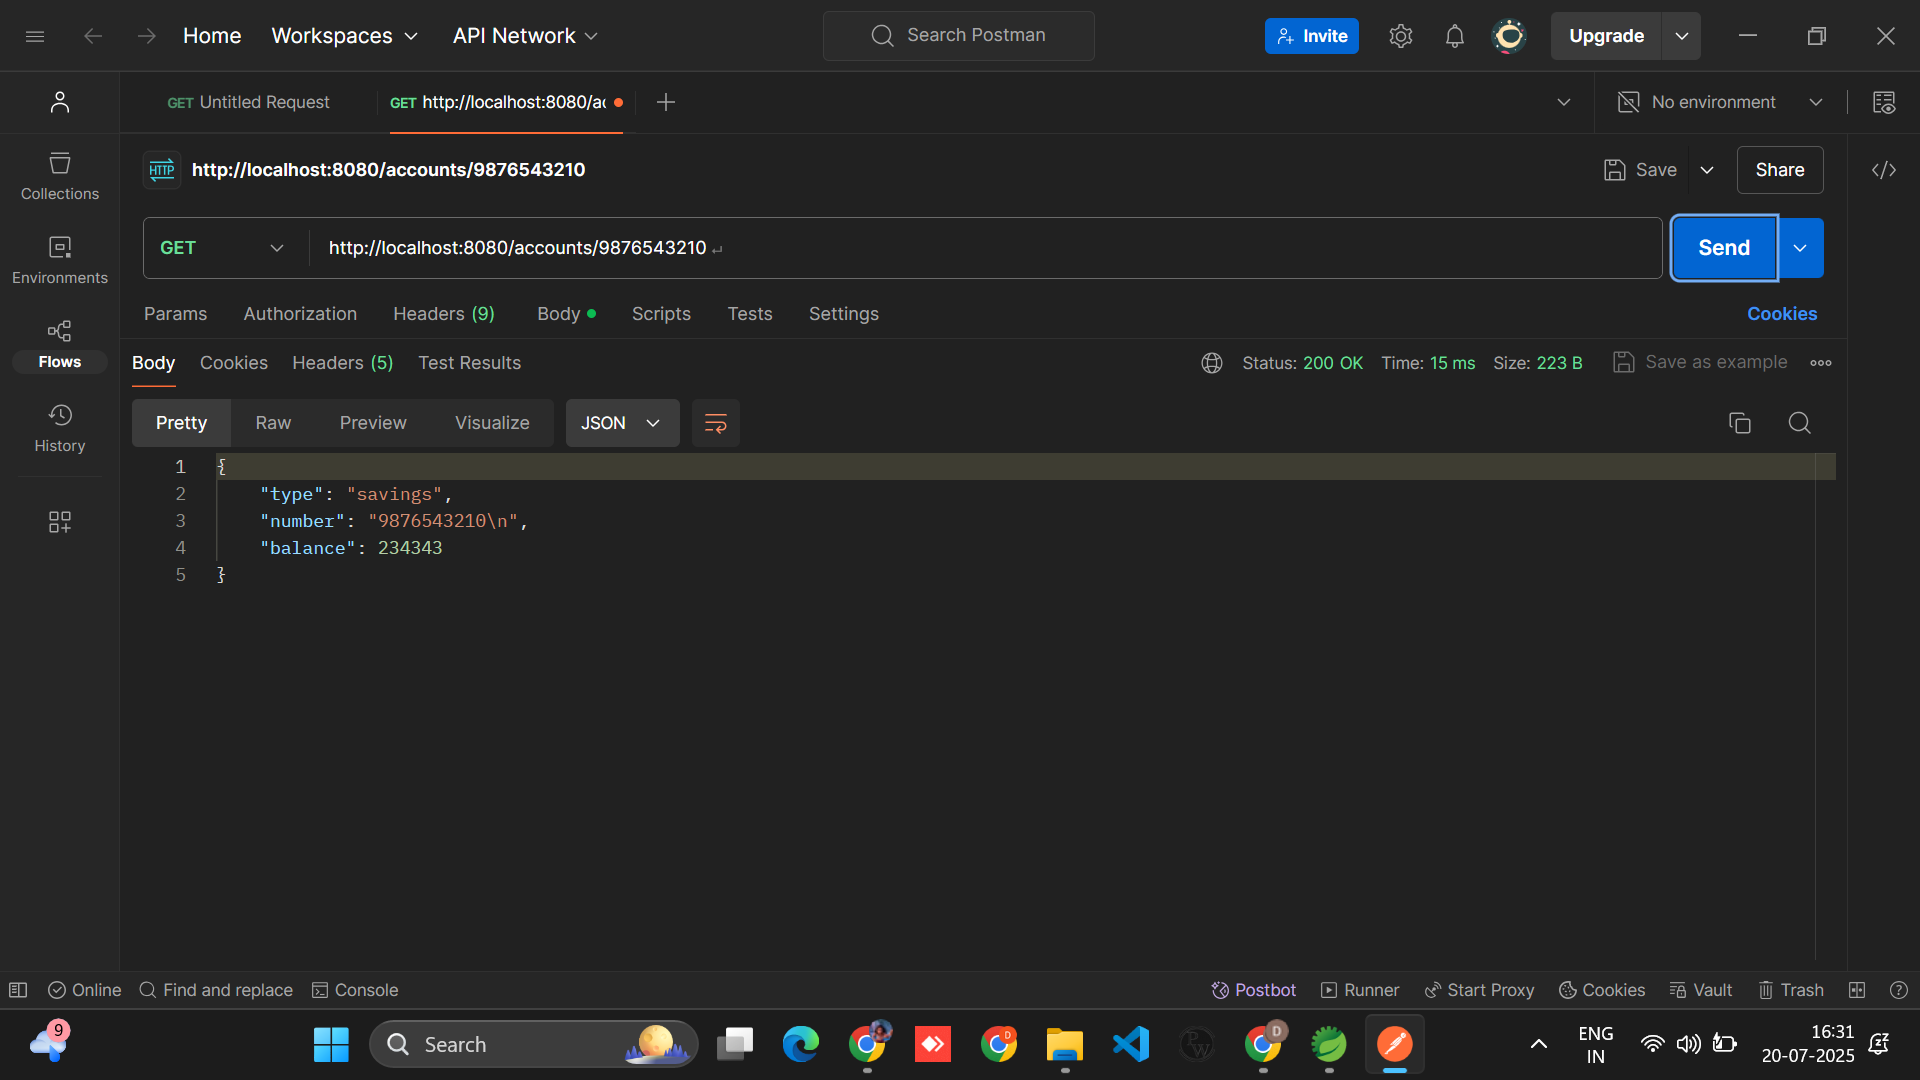 Home Workspaces API Network Search Postman Invite Upgrade
GET Untitled Request GET http://localhost:8080/ac No environment
HTTP http://localhost:8080/accounts/9876543210 Save Share
Collections
GET http://localhost:8080/accounts/9876543210 Send
Environments
Params Authorization Headers (9) Body Scripts Tests Settings Cookies
Flows
Body Cookies Headers (5) Test Results Status: 200 OK Time: 15 ms Size: 223 B Save as example
Pretty Raw Preview Visualize JSON
History
1 {
2 "type": "savings",
3 "number": "9876543210\n",
4 "balance": 234343
5 }
Online Find and replace Console Postbot Runner Start Proxy Cookies Vault Trash
9 Search D D ENG IN 16:31
20-07-2025